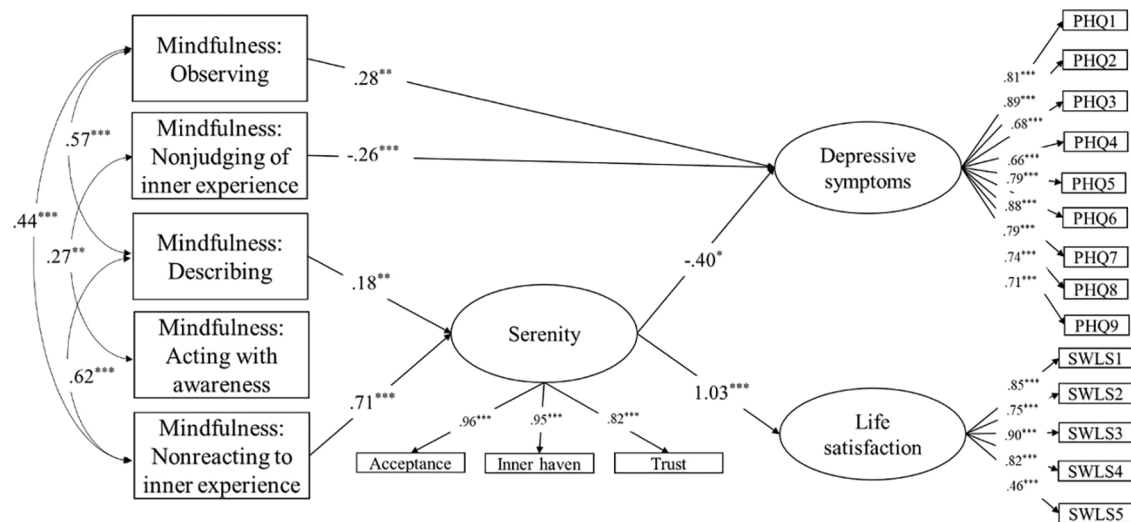 Mindfulness:
Observing
Mindfulness:
Nonjudging of
inner experience
Mindfulness:
Describing
Mindfulness:
Acting with
awareness
Mindfulness:
Nonreacting to
inner experience
.57***
.44***
.27**
.62***
.28**
-.26***
.18**
.71***
Serenity
.96***
.95***
.82***
Acceptance
Inner haven
Trust
-.40*
1.03***
Depressive
symptoms
.81***
.89***
.68***
.66***
.79***
.88***
.79***
.74***
.71***
PHQ1
PHQ2
PHQ3
PHQ4
PHQ5
PHQ6
PHQ7
PHQ8
PHQ9
Life
satisfaction
.85***
.75***
.90***
.82***
.46***
SWLS1
SWLS2
SWLS3
SWLS4
SWLS5